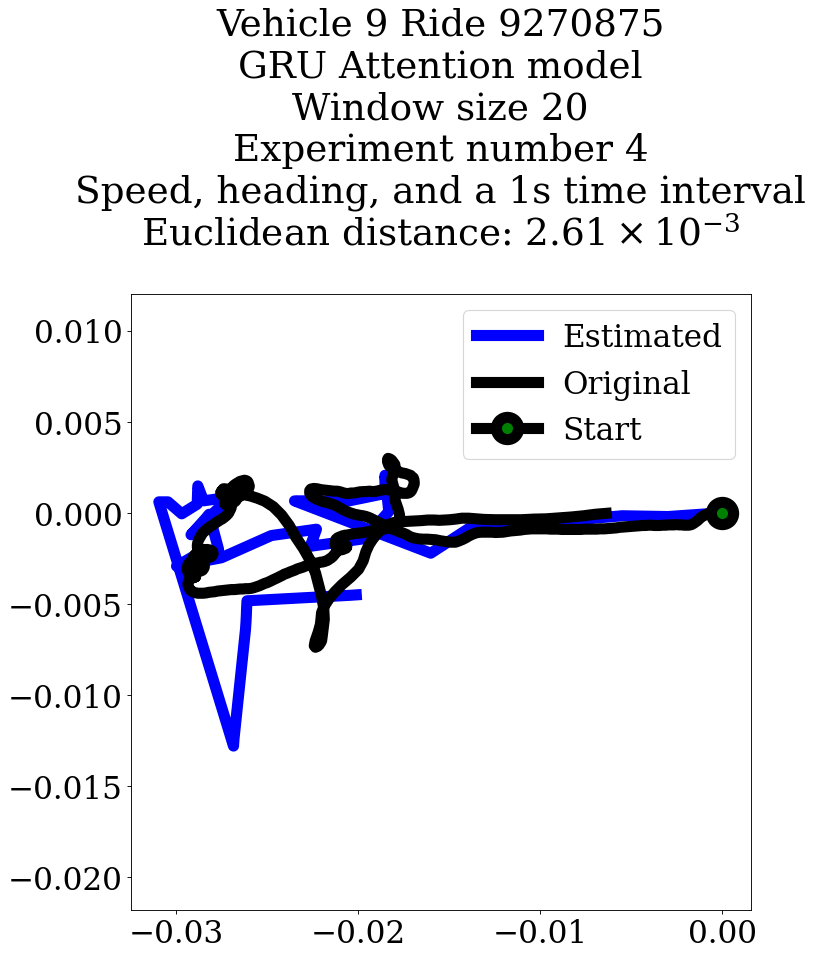 Vehicle 9 Ride 9270875
GRU Attention model
Window size 20
Experiment number 4
Speed, heading, and a 1s time interval
Euclidean distance: 2.61 × 10⁻³
Estimated
Original
Start
0.010
0.005
0.000
−0.005
−0.010
−0.015
−0.020
−0.03 −0.02 −0.01 0.00